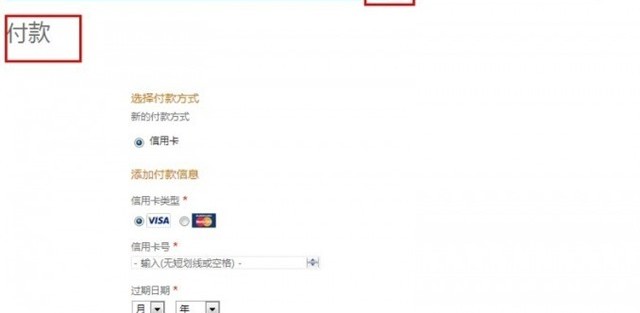 付款
选择付款方式
新的付款方式
信用卡
添加付款信息
信用卡类型 *
VISA
信用卡号 *
- 输入(无短划线或空格) -
过期日期 *
月 年